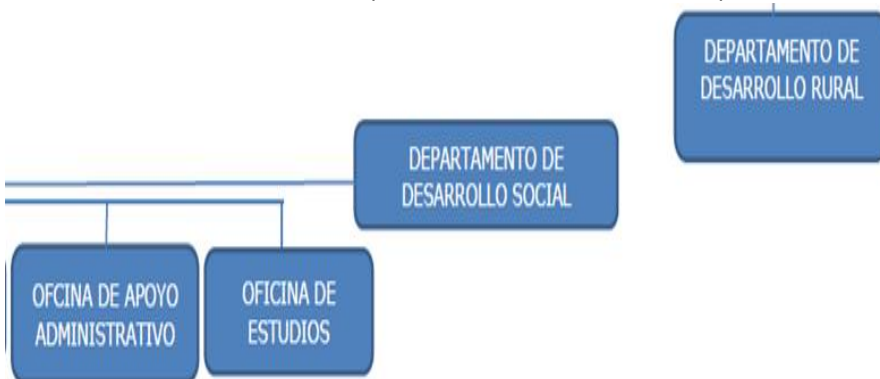 DEPARTAMENTO DE
DESARROLLO RURAL
DEPARTAMENTO DE
DESARROLLO SOCIAL
OFCINA DE APOYO
ADMINISTRATIVO
OFICINA DE
ESTUDIOS